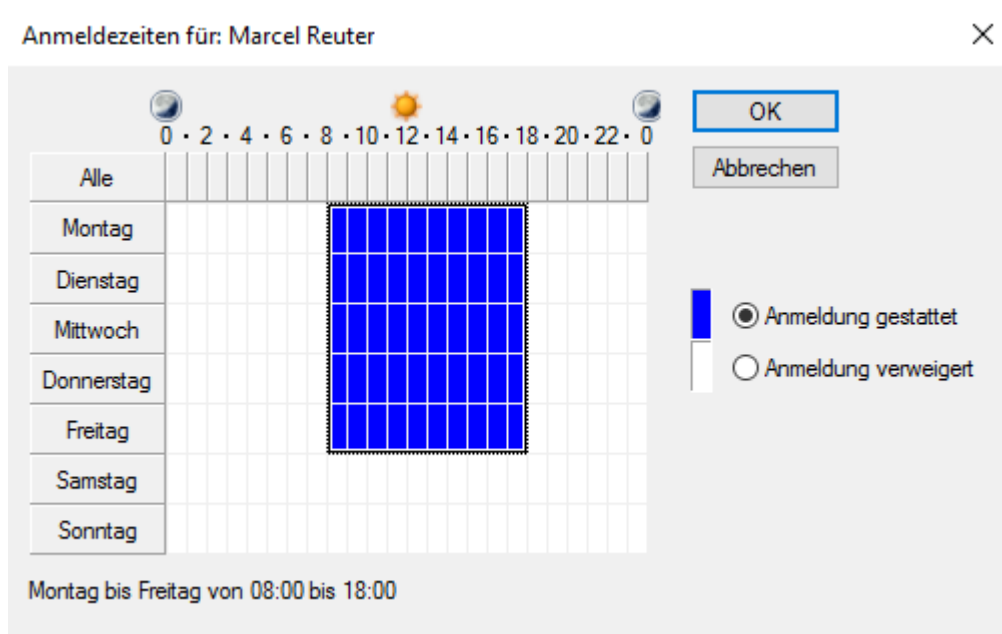 Anmeldezeiten für: Marcel Reuter
0 · 2 · 4 · 6 · 8 · 10 · 12 · 14 · 16 · 18 · 20 · 22 · 0
OK
Abbrechen
Alle
Montag
Dienstag
Mittwoch
Donnerstag
Freitag
Samstag
Sonntag
Anmeldung gestattet
Anmeldung verweigert
Montag bis Freitag von 08:00 bis 18:00